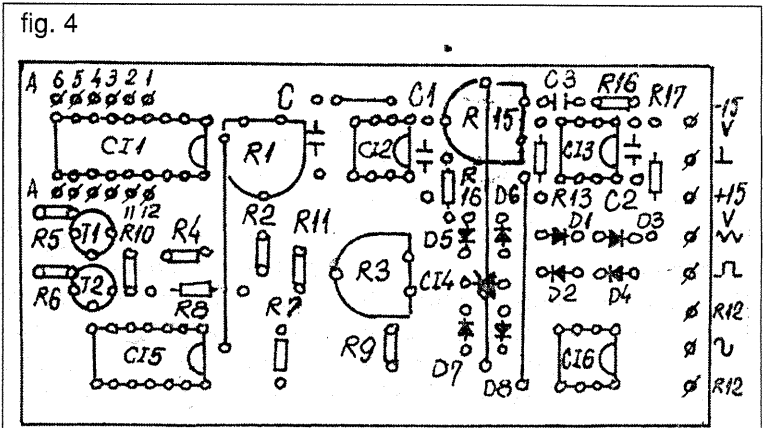 fig. 4
A 6 5 4 3 2 1
C C1 R 15 C3 R16 R17 -15 V
CI1 R1 CI2 CI3 ⊥
A 11 12 R 16 D6 R13 C2 +15 V
R5 T1 R10 R4 R2 R11 D5 D1 D3
R6 T2 R8 R3 CI4 D2 D4
R7 R12
CI5 R9 D7 D8 CI6
R12